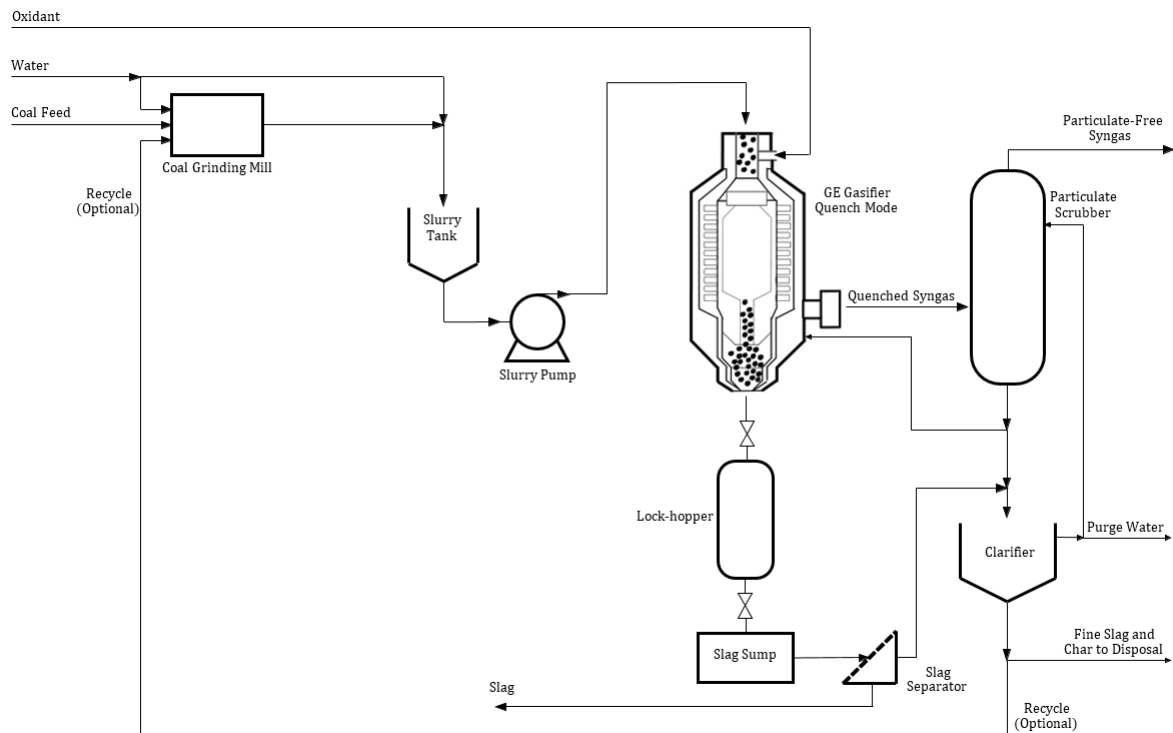 Oxidant
Water
Coal Feed
Coal Grinding Mill
Recycle
(Optional)
Slurry
Tank
Slurry Pump
GE Gasifier
Quench Mode
Particulate-Free
Syngas
Particulate
Scrubber
Quenched Syngas
Lock-hopper
Purge Water
Clarifier
Slag Sump
Slag
Separator
Fine Slag and
Char to Disposal
Slag
Recycle
(Optional)